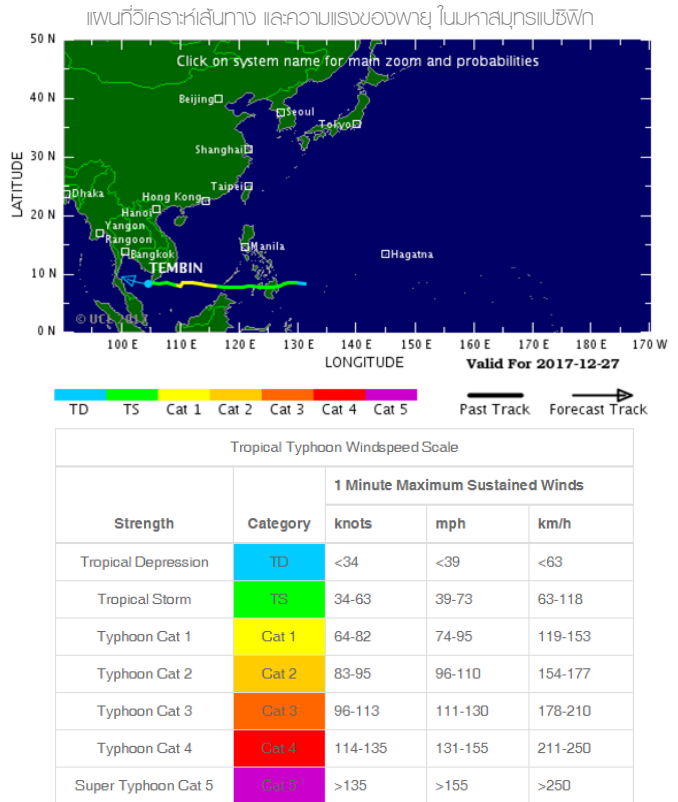 แผนที่วิเคราะห์เส้นทาง และความแรงของพายุ ในมหาสมุทรแปซิฟิก
50 N
Click on system name for main zoom and probabilities
40 N
Beijing
Seoul
Tokyo
30 N
Shanghai
LATITUDE
Taipei
Dhaka
Hong Kong
20 N
Hanoi
Yangon
Rangoon
Manila
Bangkok
Hagatna
10 N
TEMBIN
© UCL 2017
0 N
100 E 110 E 120 E 130 E 140 E 150 E 160 E 170 E 180 E 170 W
LONGITUDE
Valid For 2017-12-27
TD TS Cat 1 Cat 2 Cat 3 Cat 4 Cat 5 Past Track Forecast Track
Tropical Typhoon Windspeed Scale
1 Minute Maximum Sustained Winds
Strength Category knots mph km/h
Tropical Depression TD <34 <39 <63
Tropical Storm TS 34-63 39-73 63-118
Typhoon Cat 1 Cat 1 64-82 74-95 119-153
Typhoon Cat 2 Cat 2 83-95 96-110 154-177
Typhoon Cat 3 Cat 3 96-113 111-130 178-210
Typhoon Cat 4 Cat 4 114-135 131-155 211-250
Super Typhoon Cat 5 Cat 5 >135 >155 >250